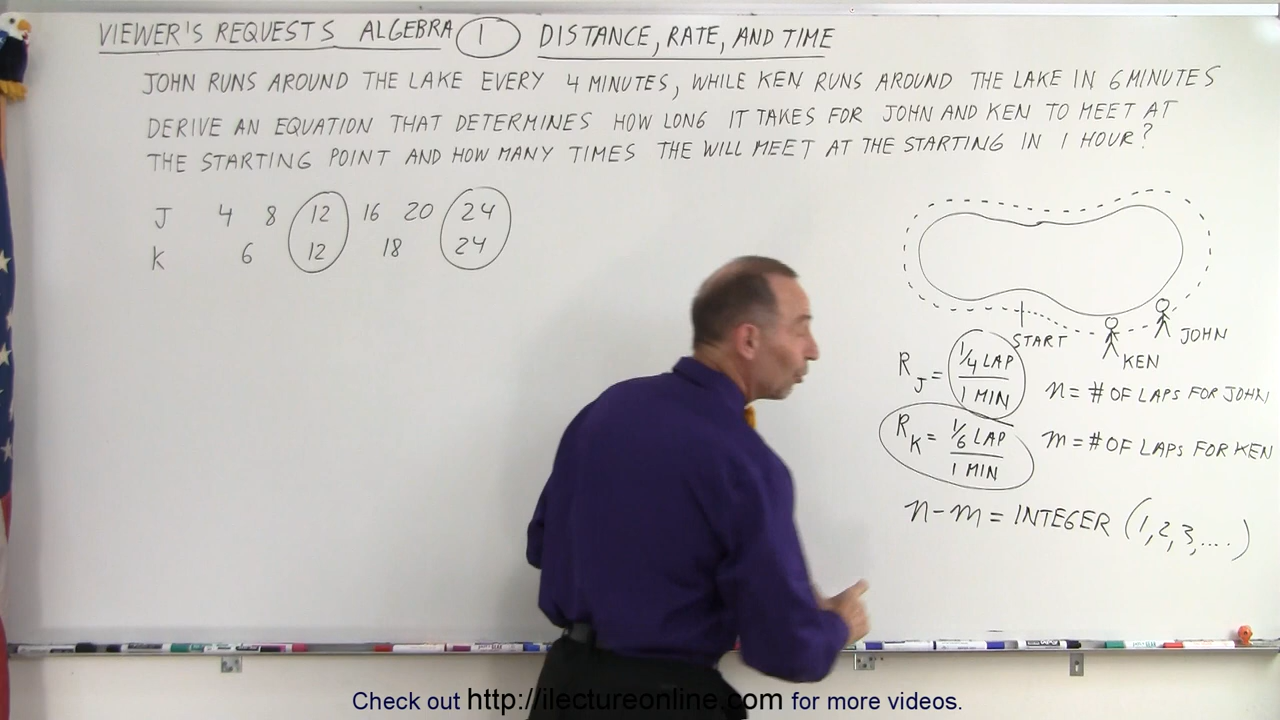 VIEWER'S REQUESTS ALGEBRA 1 DISTANCE, RATE, AND TIME
JOHN RUNS AROUND THE LAKE EVERY 4 MINUTES, WHILE KEN RUNS AROUND THE LAKE IN 6 MINUTES
DERIVE AN EQUATION THAT DETERMINES HOW LONG IT TAKES FOR JOHN AND KEN TO MEET AT
THE STARTING POINT AND HOW MANY TIMES THE WILL MEET AT THE STARTING IN 1 HOUR?
J 4 8 12 16 20 24
K 6 12 18 24
START
KEN
JOHN
R_J = 1/4 LAP / 1 MIN
n = # OF LAPS FOR JOHN
R_K = 1/6 LAP / 1 MIN
m = # OF LAPS FOR KEN
n - m = INTEGER (1, 2, 3, ....)
Check out http://ilectureonline.com for more videos.